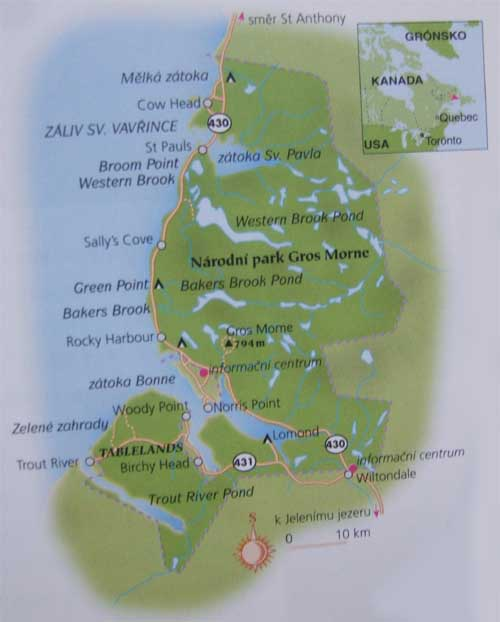 směr St Anthony
GRÓNSKO
KANADA
Quebec
Toronto
USA
Mělká zátoka
Cow Head
430
ZÁLIV SV. VAVŘINCE
St Pauls
zátoka Sv. Pavla
Broom Point
Western Brook
Western Brook Pond
Sally's Cove
Národní park Gros Morne
Green Point
Bakers Brook Pond
Bakers Brook
Rocky Harbour
Gros Morne
794 m
informační centrum
zátoka Bonne
Woody Point
Norris Point
Zelené zahrady
Lomond
430
TABLELANDS
informační centrum
Trout River
Birchy Head
431
Wiltondale
Trout River Pond
k Jelenímu jezeru
S
0 10 km